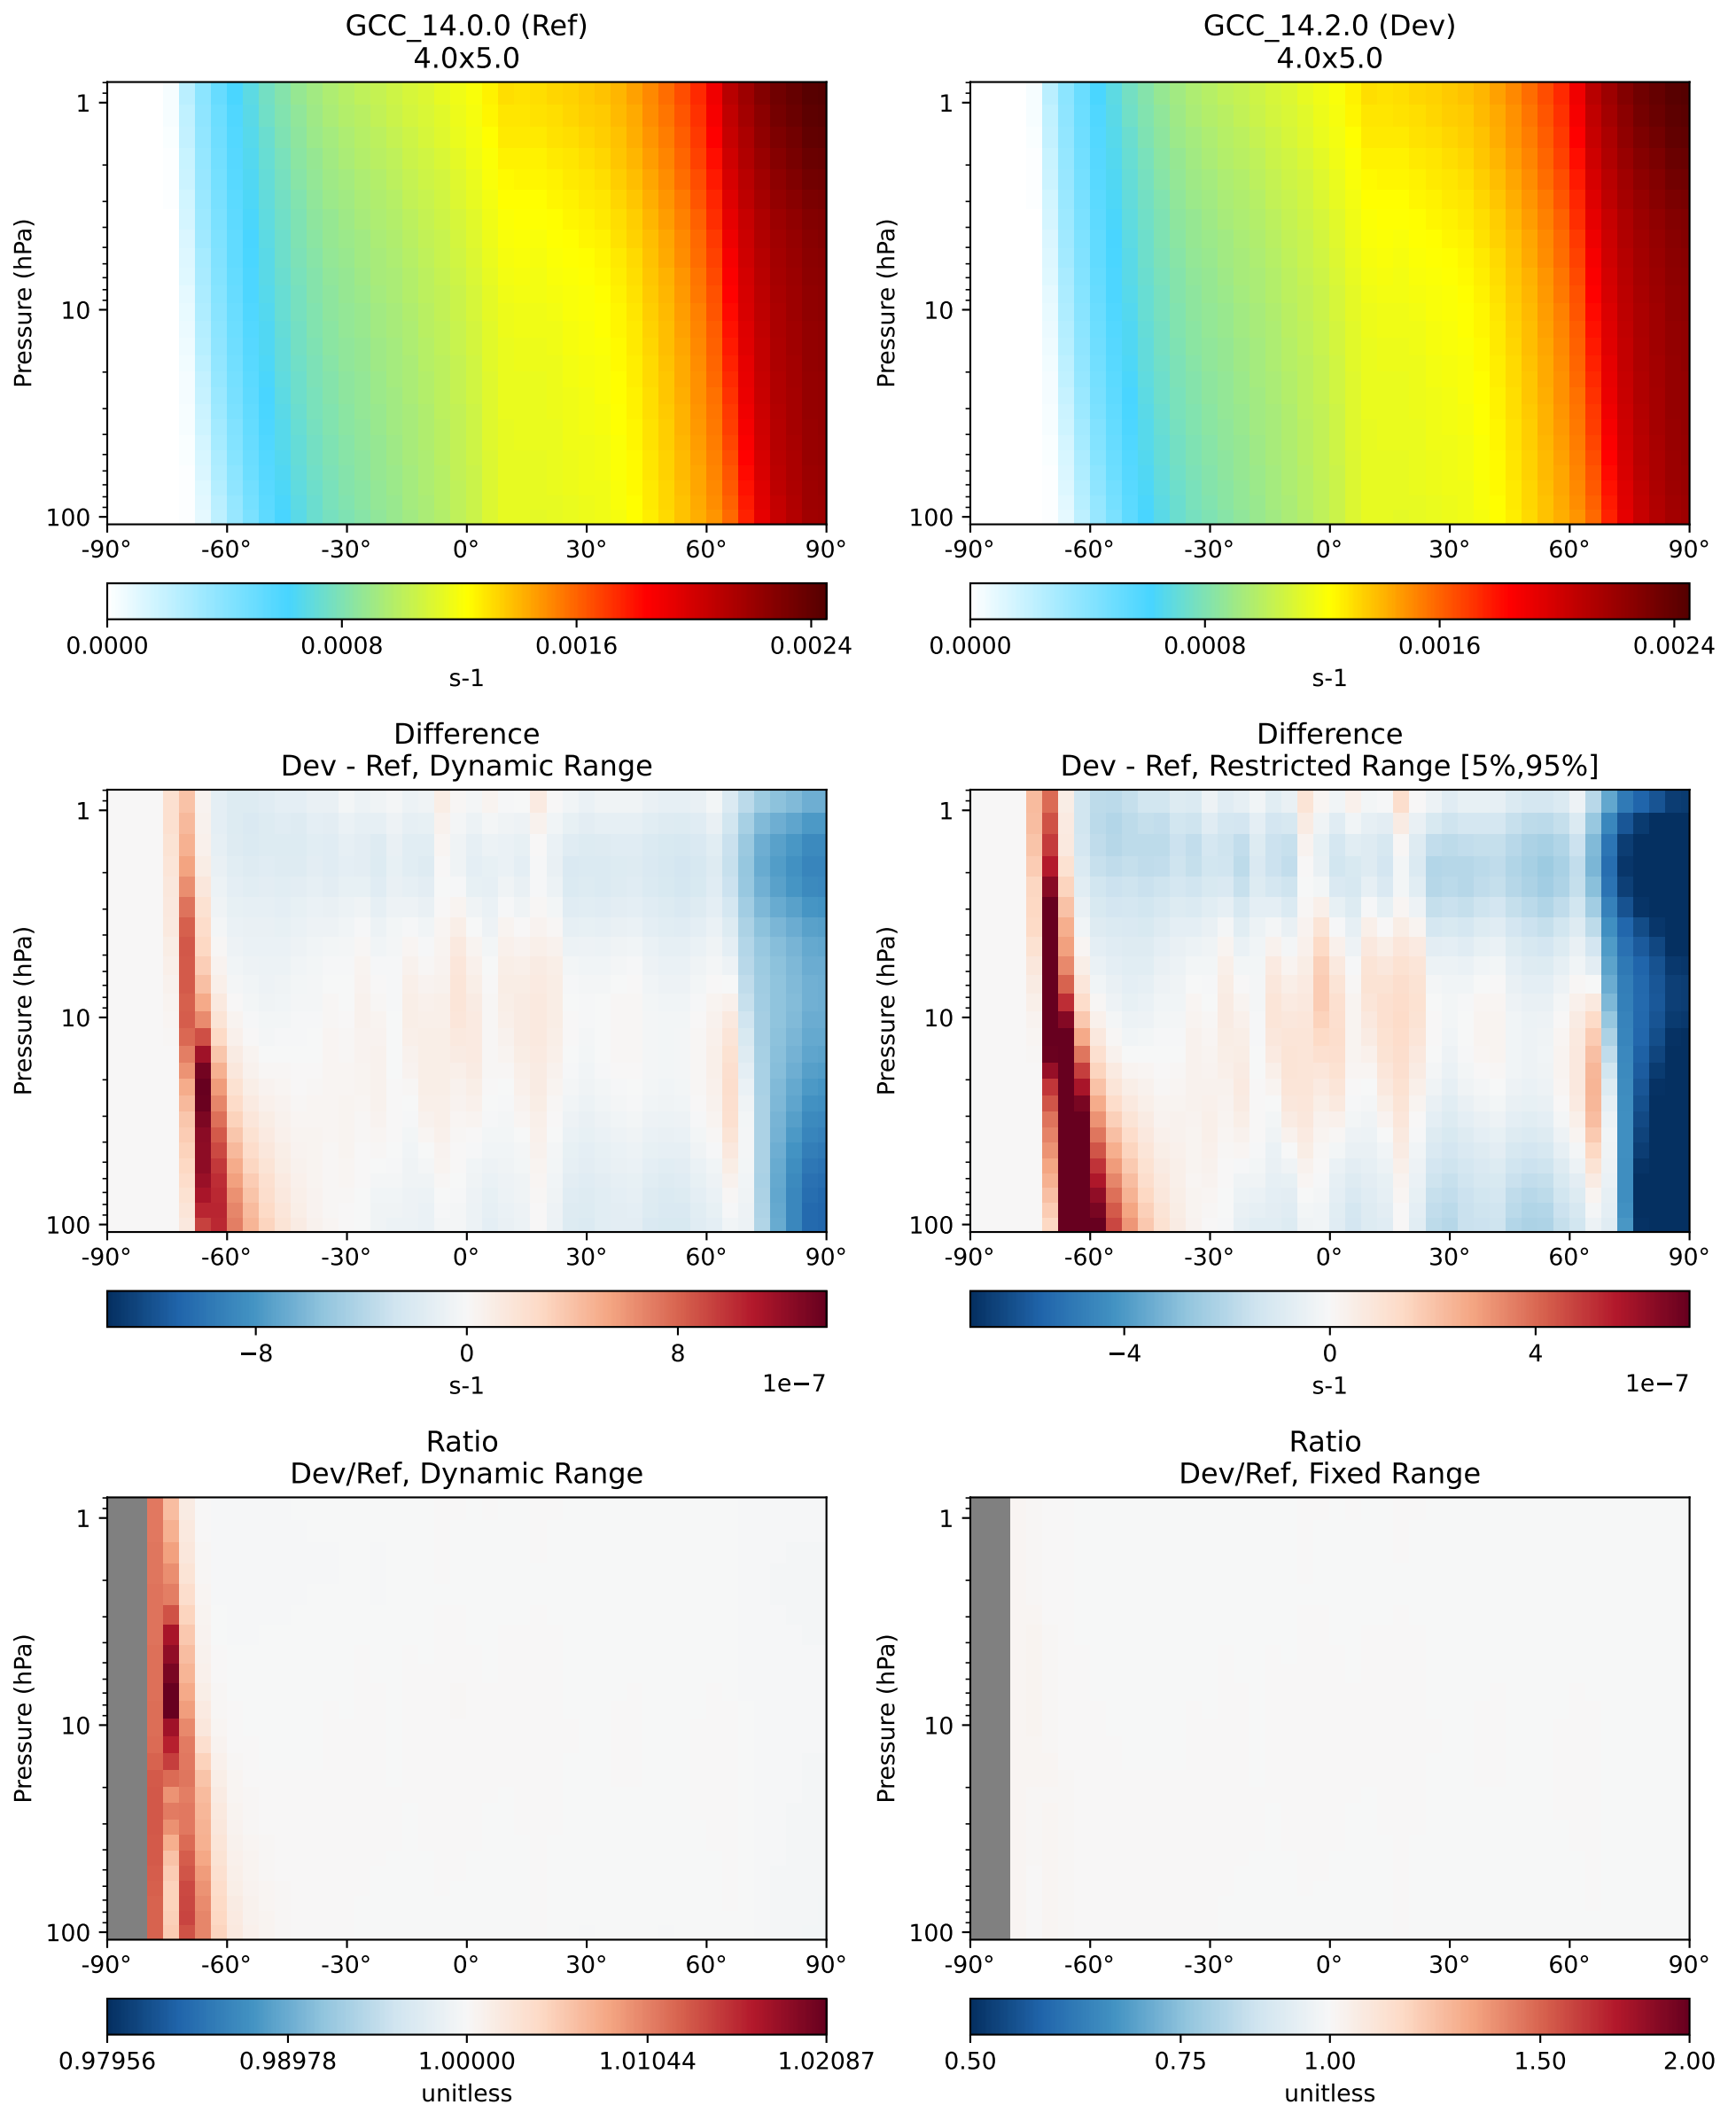 GCC_14.0.0 (Ref)
4.0x5.0
GCC_14.2.0 (Dev)
4.0x5.0
Pressure (hPa)
1
10
100
-90° -60° -30° 0° 30° 60° 90°
0.0000 0.0008 0.0016 0.0024
s-1
Pressure (hPa)
1
10
100
-90° -60° -30° 0° 30° 60° 90°
0.0000 0.0008 0.0016 0.0024
s-1
Difference
Dev - Ref, Dynamic Range
Pressure (hPa)
1
10
100
-90° -60° -30° 0° 30° 60° 90°
−8 0 8
1e−7
s-1
Difference
Dev - Ref, Restricted Range [5%,95%]
Pressure (hPa)
1
10
100
-90° -60° -30° 0° 30° 60° 90°
−4 0 4
1e−7
s-1
Ratio
Dev/Ref, Dynamic Range
Pressure (hPa)
1
10
100
-90° -60° -30° 0° 30° 60° 90°
0.97956 0.98978 1.00000 1.01044 1.02087
unitless
Ratio
Dev/Ref, Fixed Range
Pressure (hPa)
1
10
100
-90° -60° -30° 0° 30° 60° 90°
0.50 0.75 1.00 1.50 2.00
unitless